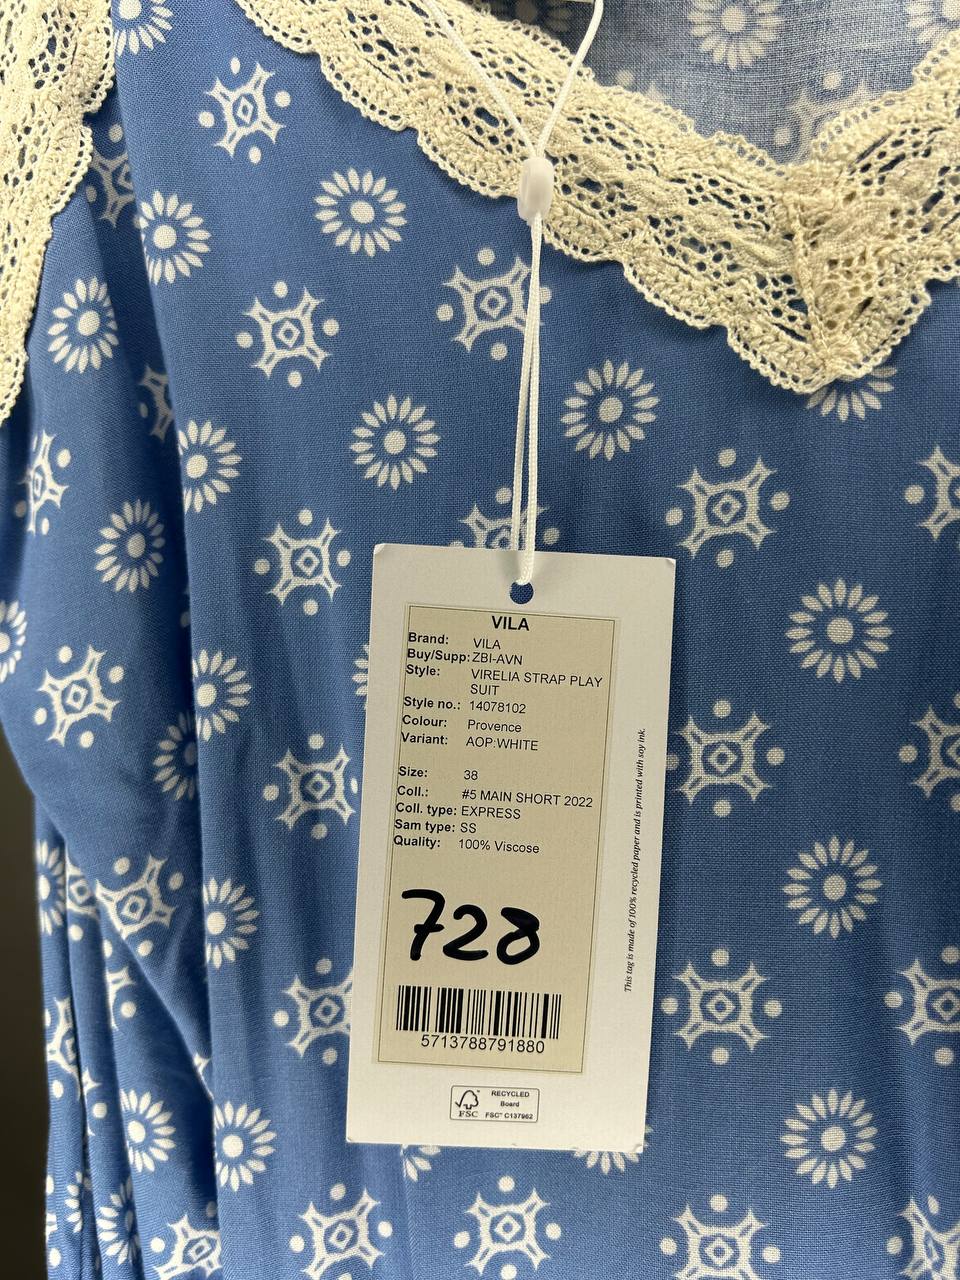 VILA
Brand: VILA
Buy/Supp: ZBI-AVN
Style: VIRELIA STRAP PLAY
SUIT
Style no.: 14078102
Colour: Provence
Variant: AOP:WHITE
Size: 38
Coll.: #5 MAIN SHORT 2022
Coll. type: EXPRESS
Sam type: SS
Quality: 100% Viscose
728
5713788791880
This tag is made of 100% recycled paper and is printed with soy ink.
FSC
RECYCLED
Board
FSC™ C137962